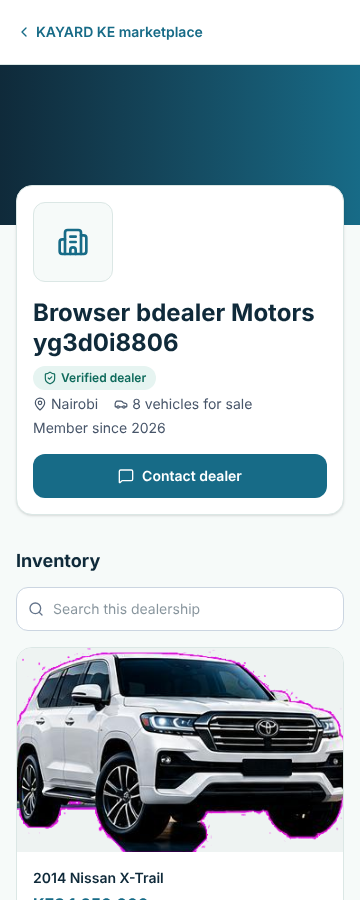 KAYARD KE marketplace
Browser bdealer Motors
yg3d0i8806
Verified dealer
Nairobi 8 vehicles for sale
Member since 2026
Contact dealer
Inventory
Search this dealership
2014 Nissan X-Trail